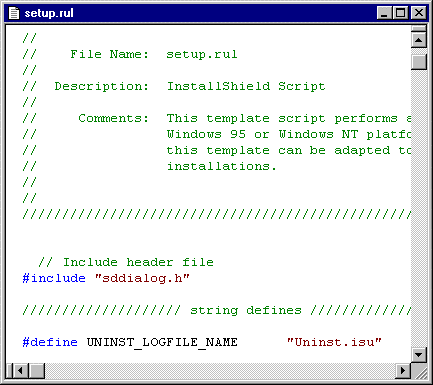 setup.rul
//
//    File Name:  setup.rul
//
//  Description:  InstallShield Script
//
//     Comments:  This template script performs a
//                Windows 95 or Windows NT platfo
//                this template can be adapted to
//                installations.
//
//
/////////////////////////////////////////////////
// Include header file
#include "sddialog.h"
//////////////////// string defines /////////////
#define UNINST_LOGFILE_NAME      "Uninst.isu"